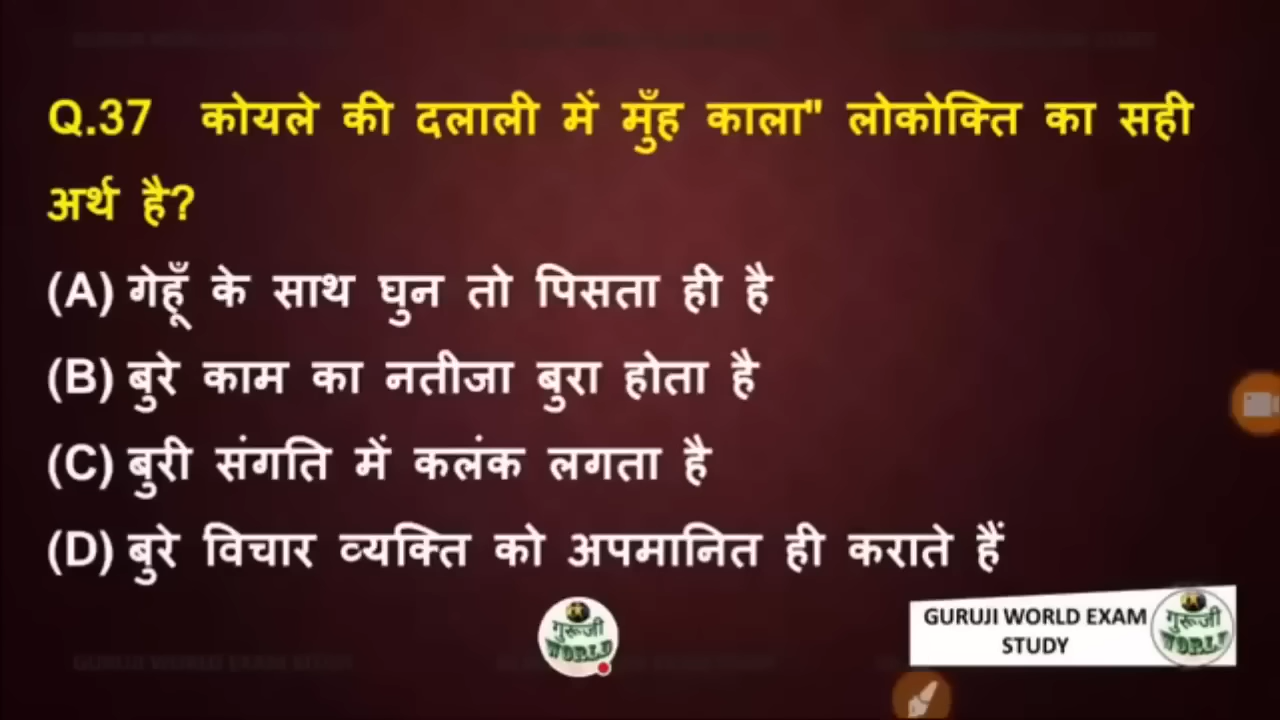 Q.37 कोयले की दलाली में मुँह काला" लोकोक्ति का सही
अर्थ है?
(A) गेहूँ के साथ घुन तो पिसता ही है
(B) बुरे काम का नतीजा बुरा होता है
(C) बुरी संगति में कलंक लगता है
(D) बुरे विचार व्यक्ति को अपमानित ही कराते हैं
गुरूजी
WORLD
GURUJI WORLD EXAM
STUDY
गुरूजी
WORLD